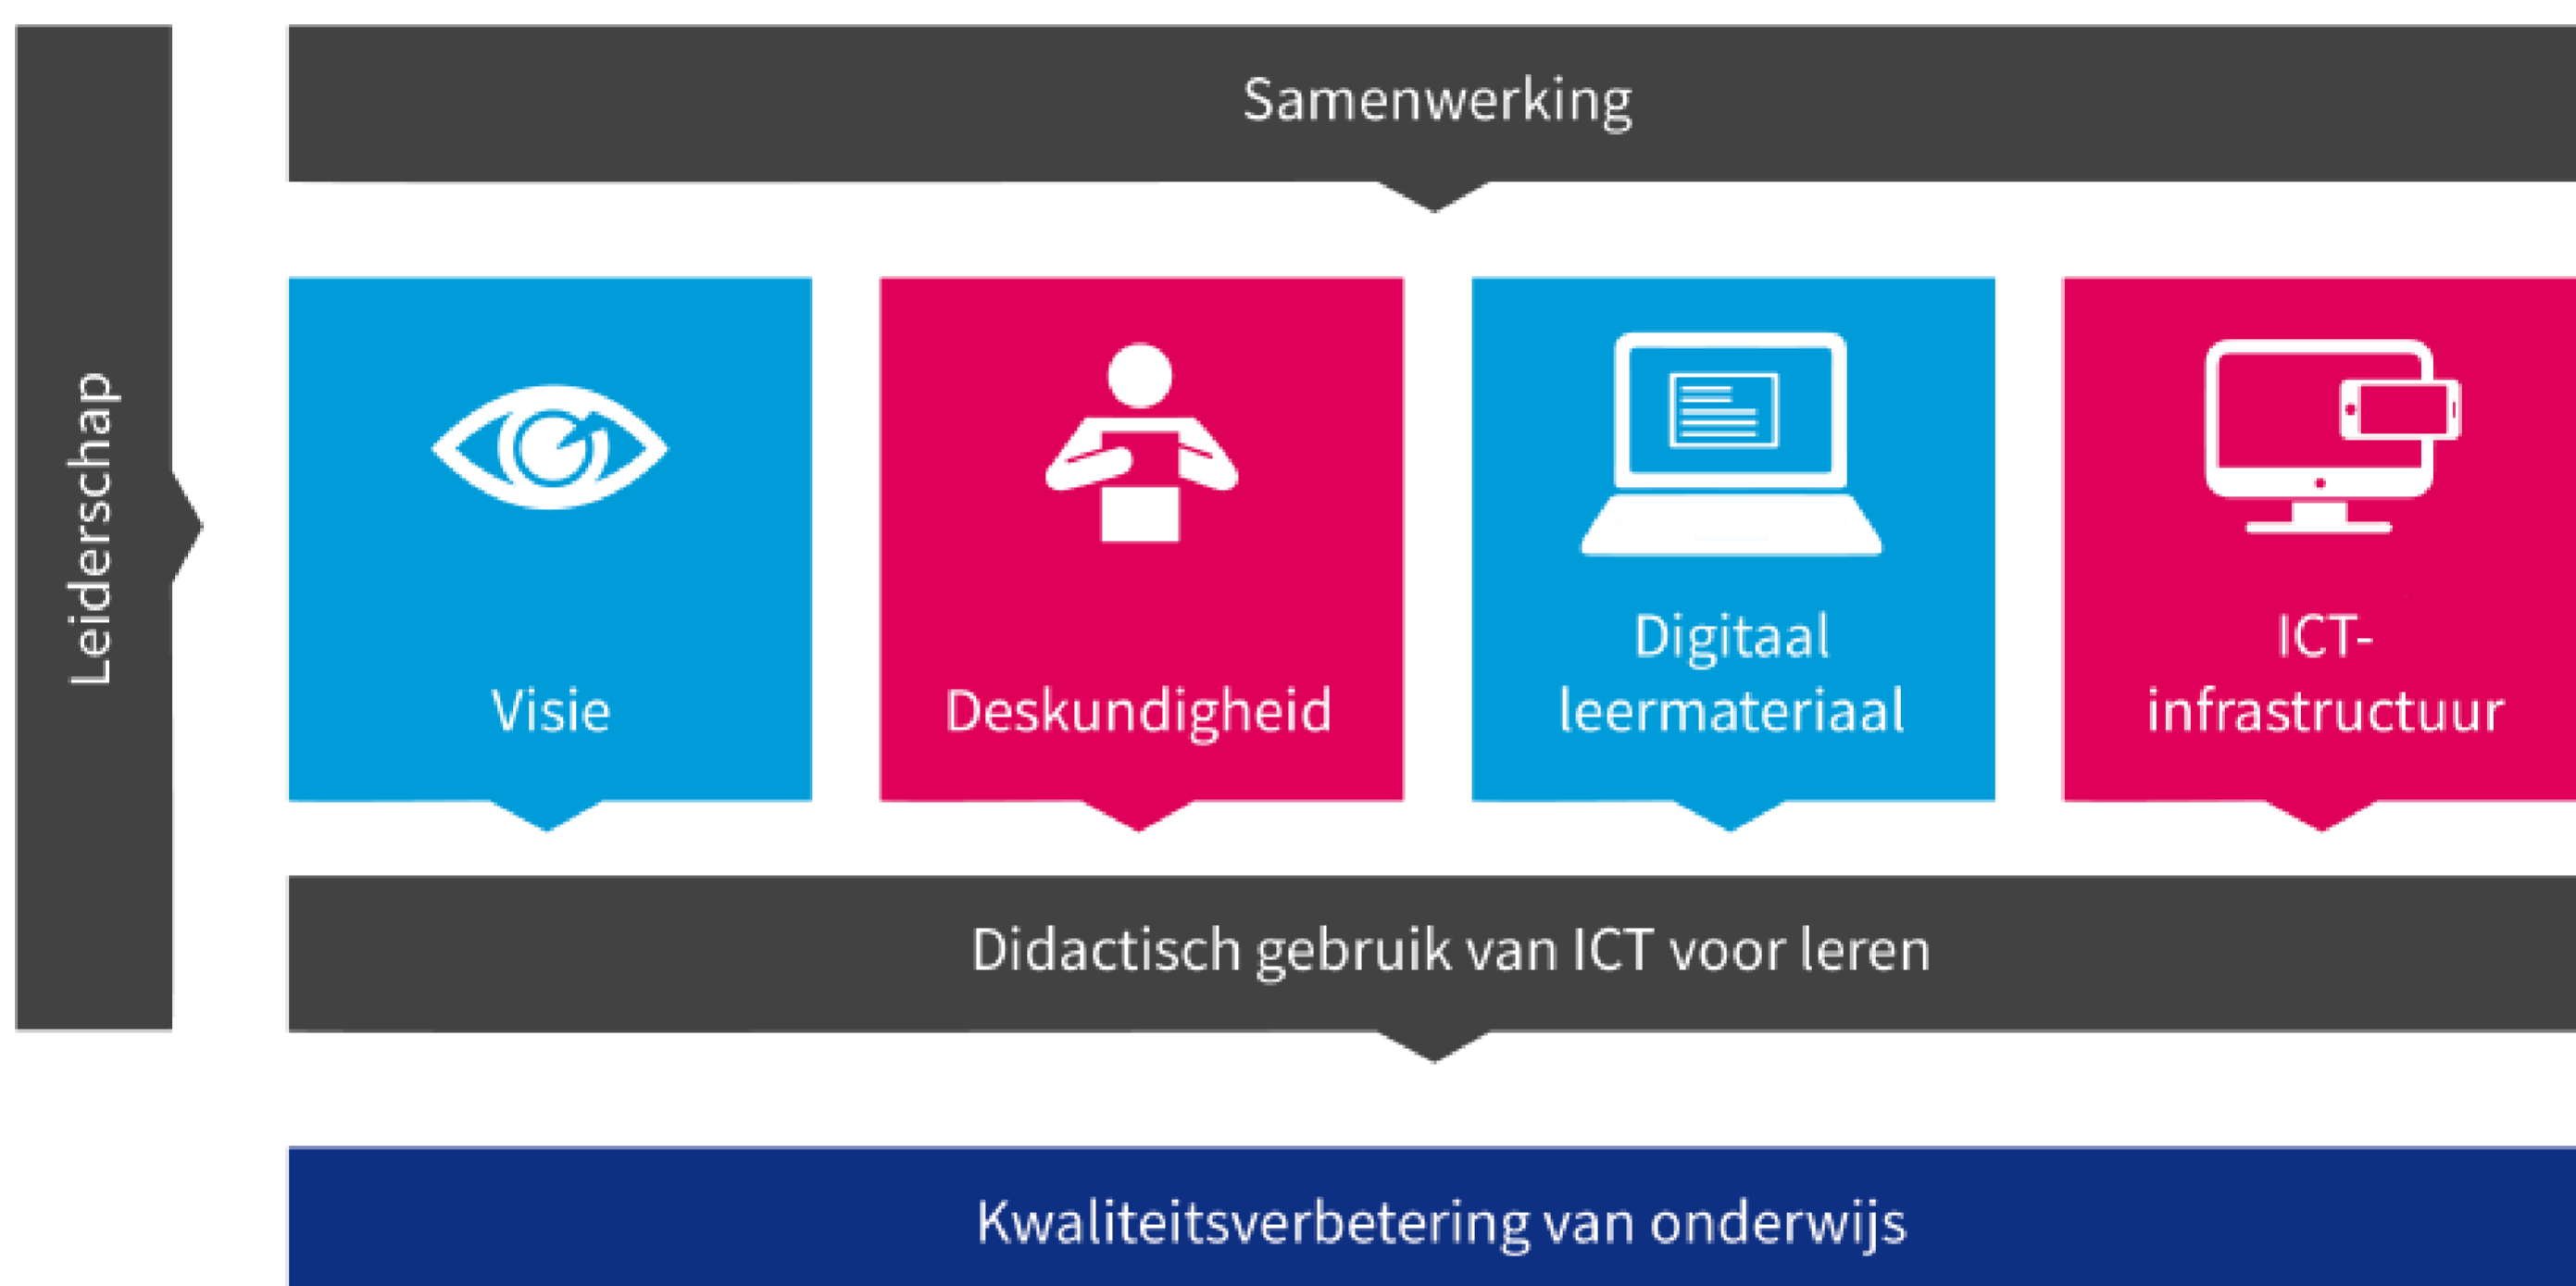 Leiderschap
Samenwerking
Visie
Deskundigheid
Digitaal
leermateriaal
ICT-
infrastructuur
Didactisch gebruik van ICT voor leren
Kwaliteitsverbetering van onderwijs